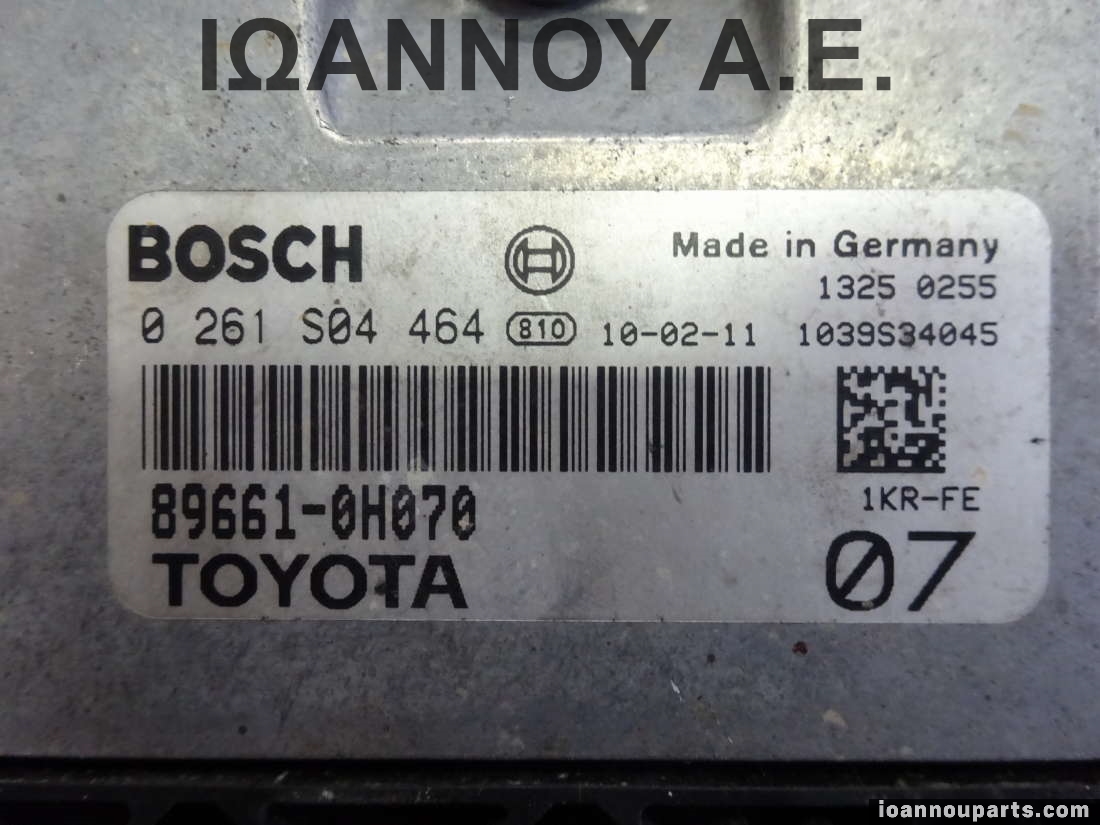 ΙΩΑΝΝΟΥ Α.Ε.
BOSCH
Made in Germany
1325 0255
0 261 S04 464 810 10-02-11 1039S34045
89661-0H070
1KR-FE
TOYOTA
07
ioannouparts.com